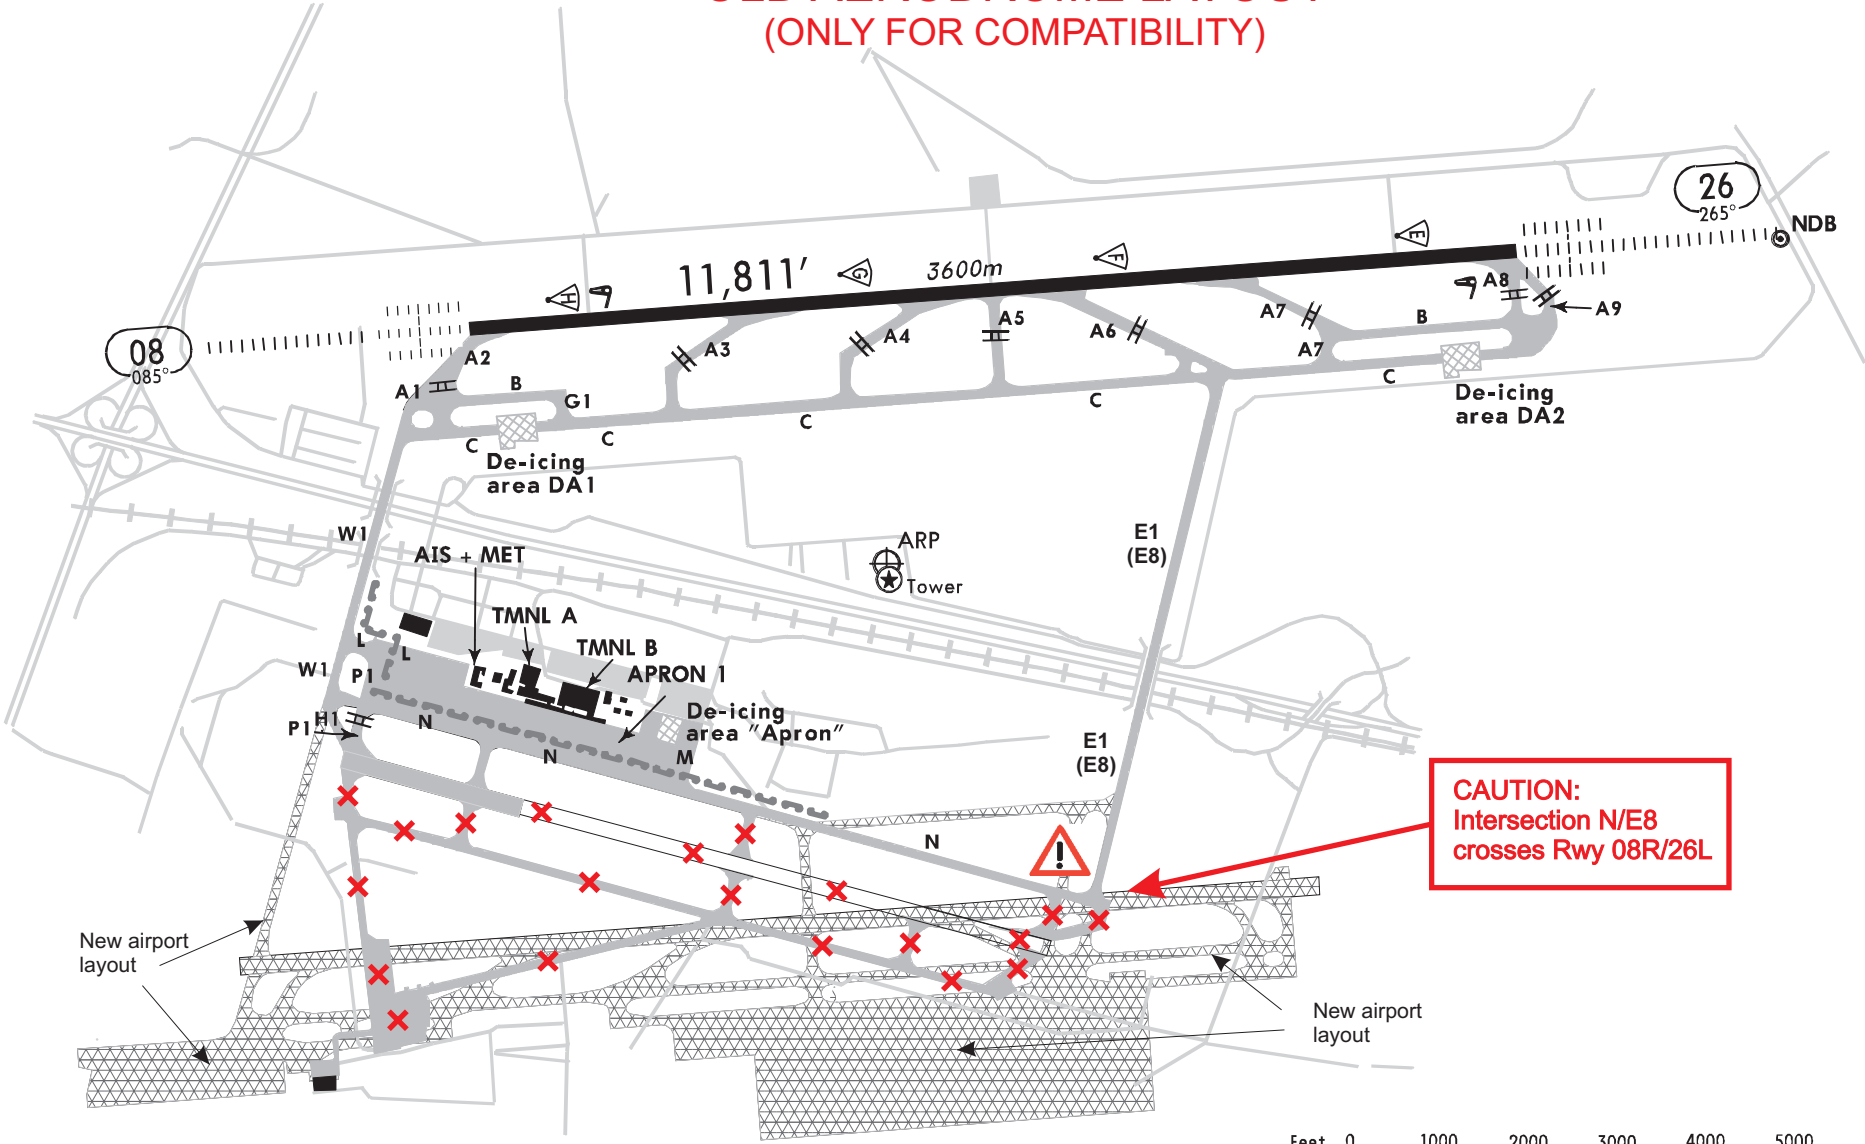 OLD AERODROME LAYOUT
(ONLY FOR COMPATIBILITY)
26
265°
NDB
E
F
G
H
11,811'
3600m
A8
A9
08
085°
A2
A1
B
G1
A3
A4
A5
A6
A7
A7
B
C
C
C
C
C
De-icing
area DA1
De-icing
area DA2
W1
AIS + MET
ARP
Tower
E1
(E8)
TMNL A
TMNL B
APRON 1
L
L
W1
P1
H1
P1
N
N
M
De-icing
area "Apron"
E1
(E8)
N
!
CAUTION:
Intersection N/E8
crosses Rwy 08R/26L
New airport
layout
New airport
layout
Feet 0 1000 2000 3000 4000 5000